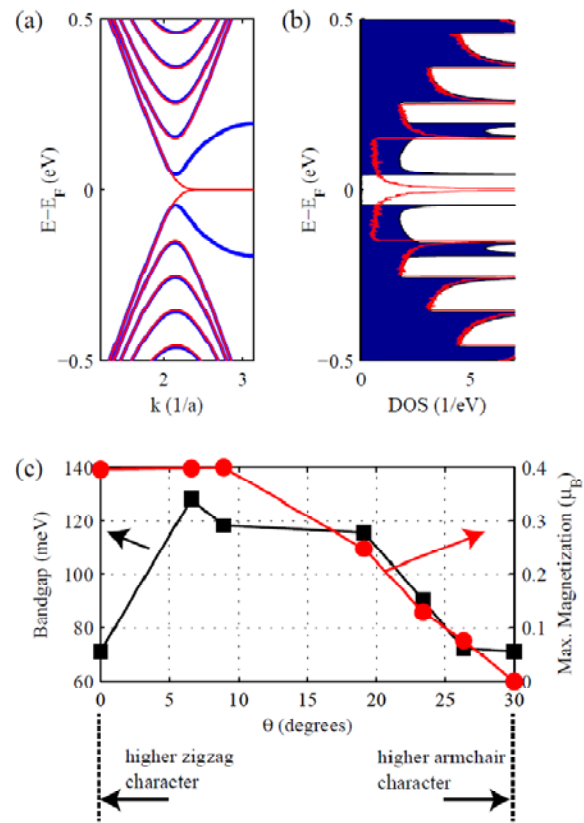 (a)
(b)
0.5
0
−0.5
E−E_F (eV)
2
3
k (1/a)
0.5
0
−0.5
E−E_F (eV)
0
5
DOS (1/eV)
(c)
140
120
100
80
60
Bandgap (meV)
0.4
0.3
0.2
0.1
0
Max. Magnetization (μ_B)
0
5
10
15
20
25
30
θ (degrees)
higher zigzag
character
higher armchair
character